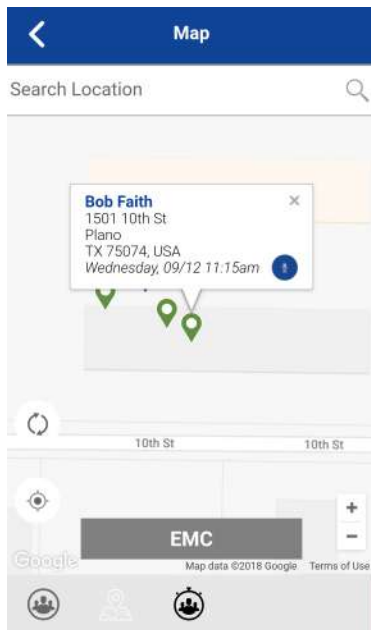 Map
Search Location
Bob Faith
1501 10th St
Plano
TX 75074, USA
Wednesday, 09/12 11:15am
10th St 10th St
EMC
Google
Map data ©2018 Google Terms of Use